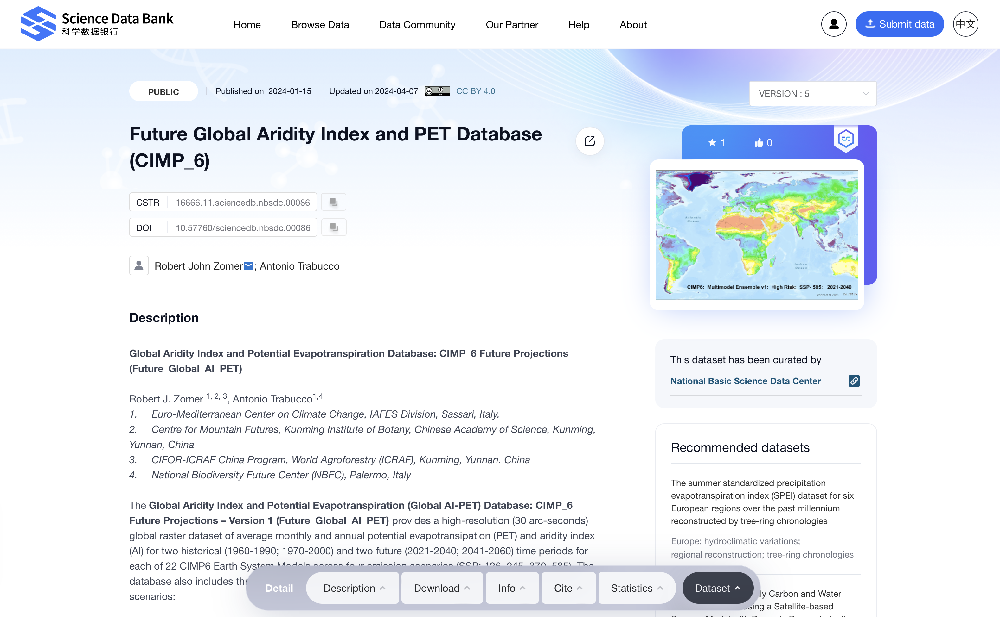 Science Data Bank
科学数据银行
Home
Browse Data
Data Community
Our Partner
Help
About
Submit data
中文
PUBLIC
Published on 2024-01-15
Updated on 2024-04-07
CC BY 4.0
VERSION : 5
Future Global Aridity Index and PET Database
(CIMP_6)
1
0
CSTR
16666.11.sciencedb.nbsdc.00086
DOI
10.57760/sciencedb.nbsdc.00086
Robert John Zomer; Antonio Trabucco
Atlantic
Ocean
Indian
Ocean
CIMP6: Multimodel Ensemble v1: High Risk: SSP- 585: 2021-2040
Description
Global Aridity Index and Potential Evapotranspiration Database: CIMP_6 Future Projections
(Future_Global_AI_PET)
Robert J. Zomer 1, 2, 3, Antonio Trabucco1,4
1. Euro-Mediterranean Center on Climate Change, IAFES Division, Sassari, Italy.
2. Centre for Mountain Futures, Kunming Institute of Botany, Chinese Academy of Science, Kunming,
Yunnan, China
3. CIFOR-ICRAF China Program, World Agroforestry (ICRAF), Kunming, Yunnan. China
4. National Biodiversity Future Center (NBFC), Palermo, Italy
The Global Aridity Index and Potential Evapotranspiration (Global AI-PET) Database: CIMP_6
Future Projections – Version 1 (Future_Global_AI_PET) provides a high-resolution (30 arc-seconds)
global raster dataset of average monthly and annual potential evapotransipation (PET) and aridity index
(AI) for two historical (1960-1990; 1970-2000) and two future (2021-2040; 2041-2060) time periods for
each of 22 CIMP6 Earth System Models across four emission scenarios (SSP: 126, 245, 370, 585). The
database also includes
scenarios:
This dataset has been curated by
National Basic Science Data Center
Recommended datasets
The summer standardized precipitation
evapotranspiration index (SPEI) dataset for six
European regions over the past millennium
reconstructed by tree-ring chronologies
Europe; hydroclimatic variations;
regional reconstruction; tree-ring chronologies
Carbon and Water
a Satellite-based
Detail
Description
Download
Info
Cite
Statistics
Dataset